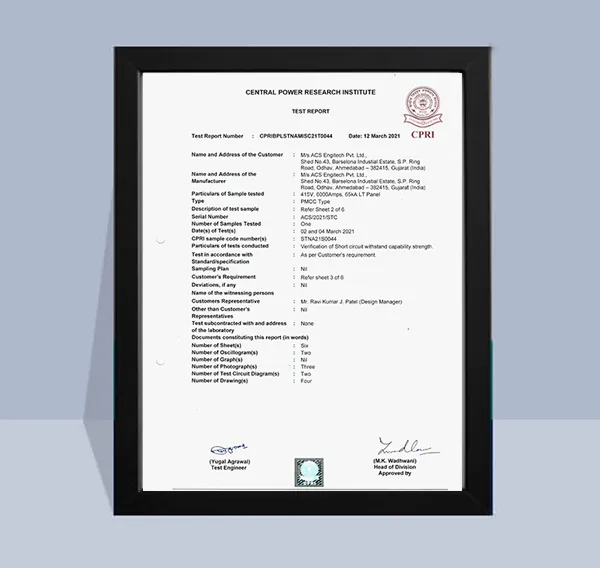 CENTRAL POWER RESEARCH INSTITUTE
TEST REPORT
CPRI
Test Report Number : CPRIBPLSTNAMISC21T0044 Date: 12 March 2021
Name and Address of the Customer : M/s ACS Engitech Pvt. Ltd.,
Shed No.43, Barselona Industial Estate, S.P. Ring
Road, Odhav, Ahmedabad – 382415, Gujarat (India)
Name and Address of the Manufacturer : M/s ACS Engitech Pvt. Ltd.,
Shed No.43, Barselona Industial Estate, S.P. Ring
Road, Odhav, Ahmedabad – 382415, Gujarat (India)
Particulars of Sample tested : 415V, 6000Amps, 65kA LT Panel
Type : PMCC Type
Description of test sample : Refer Sheet 2 of 6
Serial Number : ACS/2021/STC
Number of Samples Tested : One
Date(s) of Test(s) : 02 and 04 March 2021
CPRI sample code number(s) : STNA21S0044
Particulars of tests conducted : Verification of Short circuit withstand capability strength.
Test in accordance with : As per Customer's requirement
Standard/specification
Sampling Plan : Nil
Customer's Requirement : Refer sheet 3 of 6
Deviations, if any : Nil
Name of the witnessing persons
Customers Representative : Mr. Ravi Kumar J. Patel (Design Manager)
Other than Customer's : Nil
Representatives
Test subcontracted with and address : None
of the laboratory
Documents constituting this report (in words)
Number of Sheet(s) : Six
Number of Oscillogram(s) : Two
Number of Graph(s) : Nil
Number of Photograph(s) : Three
Number of Test Circuit Diagram(s) : Two
Number of Drawing(s) : Four
(Yugal Agrawal)
Test Engineer
(M.K. Wadhwani)
Head of Division
Approved by